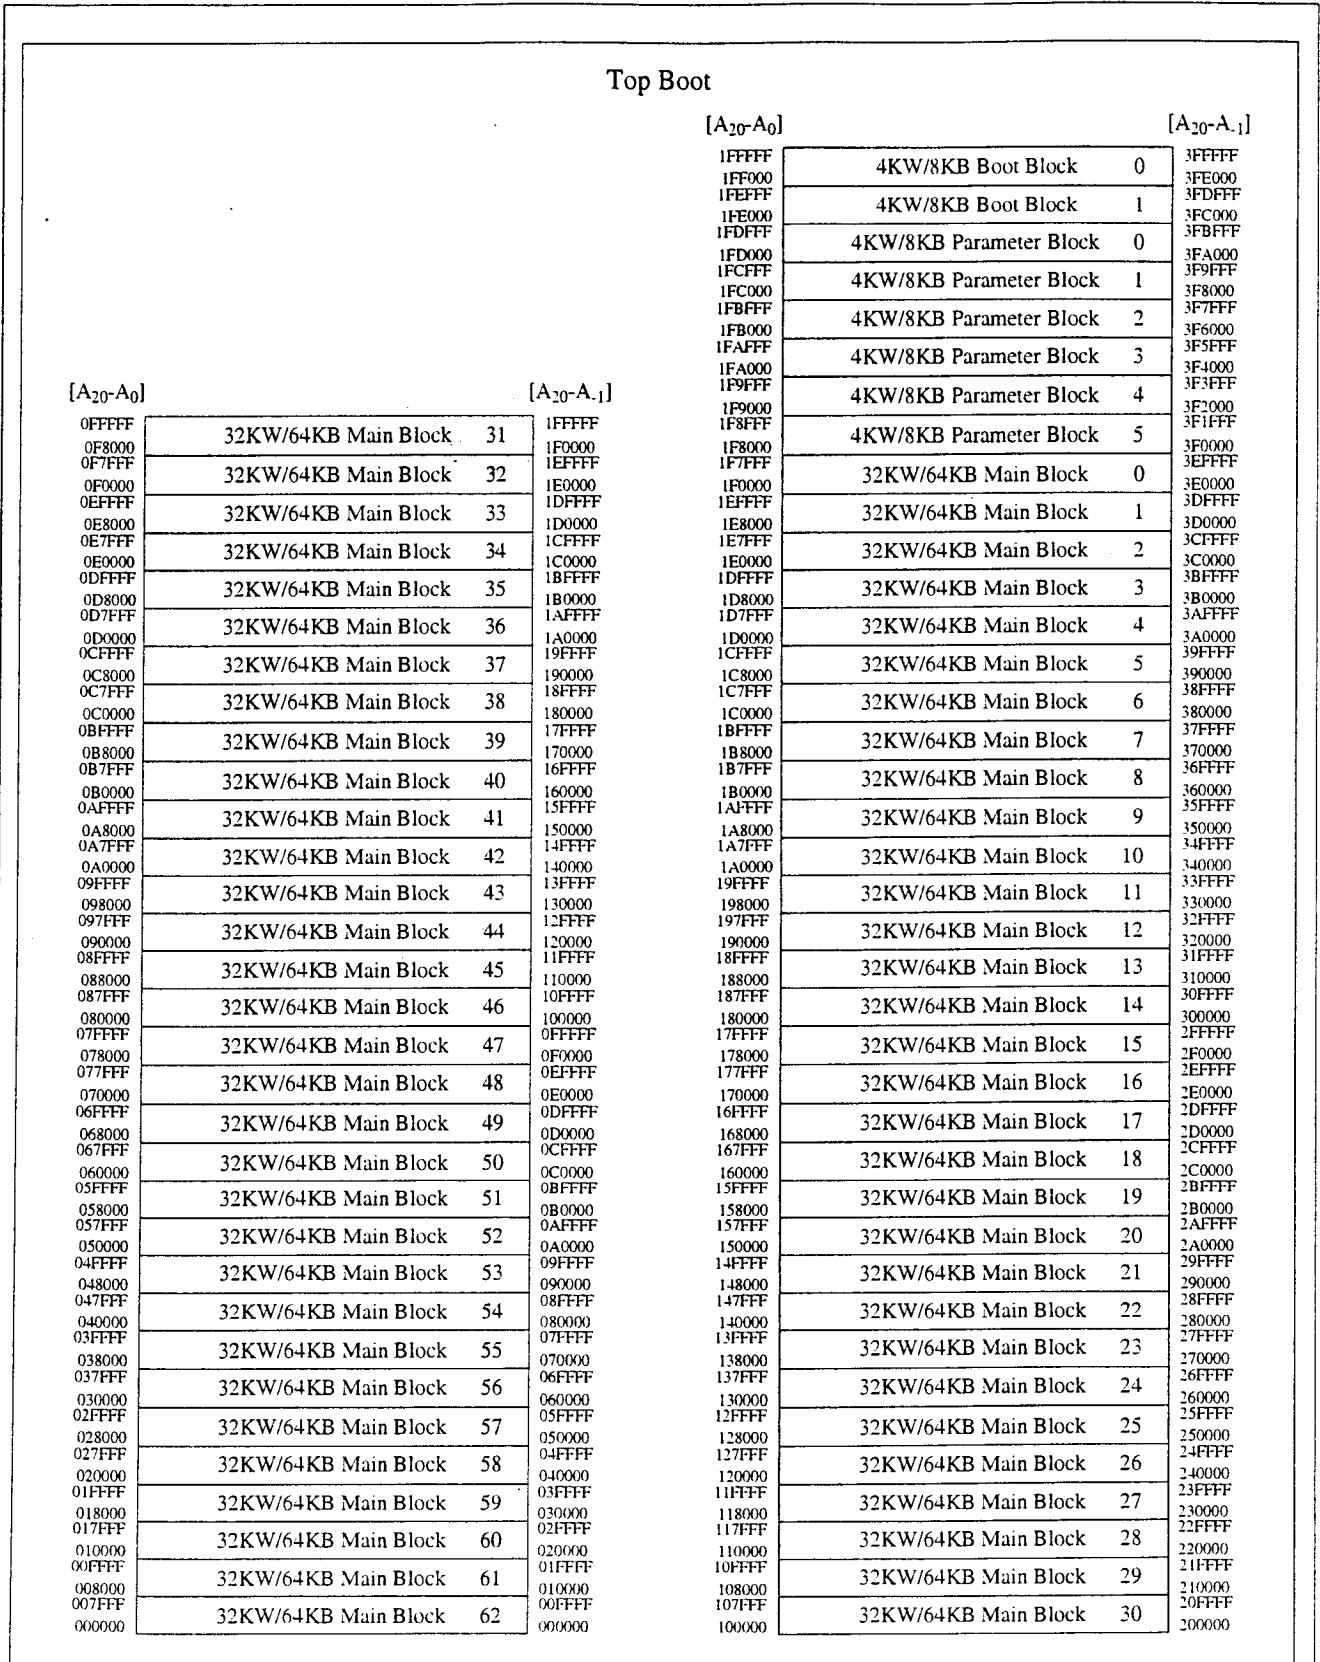 Top Boot
[A20-A0] [A20-A-1]
1FFFFF 4KW/8KB Boot Block 0 3FFFFF
1FF000 3FE000
1FEFFF 4KW/8KB Boot Block 1 3FDFFF
1FE000 3FC000
1FDFFF 4KW/8KB Parameter Block 0 3FBFFF
1FD000 3FA000
1FCFFF 4KW/8KB Parameter Block 1 3F9FFF
1FC000 3F8000
1FBFFF 4KW/8KB Parameter Block 2 3F7FFF
1FB000 3F6000
1FAFFF 4KW/8KB Parameter Block 3 3F5FFF
1FA000 3F4000
1F9FFF 4KW/8KB Parameter Block 4 3F3FFF
1F9000 3F2000
1F8FFF 4KW/8KB Parameter Block 5 3F1FFF
1F8000 3F0000
1F7FFF 32KW/64KB Main Block 0 3EFFFF
1F0000 3E0000
1EFFFF 32KW/64KB Main Block 1 3DFFFF
1E8000 3D0000
1E7FFF 32KW/64KB Main Block 2 3CFFFF
1E0000 3C0000
1DFFFF 32KW/64KB Main Block 3 3BFFFF
1D8000 3B0000
1D7FFF 32KW/64KB Main Block 4 3AFFFF
1D0000 3A0000
1CFFFF 32KW/64KB Main Block 5 39FFFF
1C8000 390000
1C7FFF 32KW/64KB Main Block 6 38FFFF
1C0000 380000
1BFFFF 32KW/64KB Main Block 7 37FFFF
1B8000 370000
1B7FFF 32KW/64KB Main Block 8 36FFFF
1B0000 360000
1AFFFF 32KW/64KB Main Block 9 35FFFF
1A8000 350000
1A7FFF 32KW/64KB Main Block 10 34FFFF
1A0000 340000
19FFFF 32KW/64KB Main Block 11 33FFFF
198000 330000
197FFF 32KW/64KB Main Block 12 32FFFF
190000 320000
18FFFF 32KW/64KB Main Block 13 31FFFF
188000 310000
187FFF 32KW/64KB Main Block 14 30FFFF
180000 300000
17FFFF 32KW/64KB Main Block 15 2FFFFF
178000 2F0000
177FFF 32KW/64KB Main Block 16 2EFFFF
170000 2E0000
16FFFF 32KW/64KB Main Block 17 2DFFFF
168000 2D0000
167FFF 32KW/64KB Main Block 18 2CFFFF
160000 2C0000
15FFFF 32KW/64KB Main Block 19 2BFFFF
158000 2B0000
157FFF 32KW/64KB Main Block 20 2AFFFF
150000 2A0000
14FFFF 32KW/64KB Main Block 21 29FFFF
148000 290000
147FFF 32KW/64KB Main Block 22 28FFFF
140000 280000
13FFFF 32KW/64KB Main Block 23 27FFFF
138000 270000
137FFF 32KW/64KB Main Block 24 26FFFF
130000 260000
12FFFF 32KW/64KB Main Block 25 25FFFF
128000 250000
127FFF 32KW/64KB Main Block 26 24FFFF
120000 240000
11FFFF 32KW/64KB Main Block 27 23FFFF
118000 230000
117FFF 32KW/64KB Main Block 28 22FFFF
110000 220000
10FFFF 32KW/64KB Main Block 29 21FFFF
108000 210000
107FFF 32KW/64KB Main Block 30 20FFFF
100000 200000
[A20-A0] [A20-A-1]
0FFFFF 32KW/64KB Main Block 31 1FFFFF
0F8000 1F0000
0F7FFF 32KW/64KB Main Block 32 1EFFFF
0F0000 1E0000
0EFFFF 32KW/64KB Main Block 33 1DFFFF
0E8000 1D0000
0E7FFF 32KW/64KB Main Block 34 1CFFFF
0E0000 1C0000
0DFFFF 32KW/64KB Main Block 35 1BFFFF
0D8000 1B0000
0D7FFF 32KW/64KB Main Block 36 1AFFFF
0D0000 1A0000
0CFFFF 32KW/64KB Main Block 37 19FFFF
0C8000 190000
0C7FFF 32KW/64KB Main Block 38 18FFFF
0C0000 180000
0BFFFF 32KW/64KB Main Block 39 17FFFF
0B8000 170000
0B7FFF 32KW/64KB Main Block 40 16FFFF
0B0000 160000
0AFFFF 32KW/64KB Main Block 41 15FFFF
0A8000 150000
0A7FFF 32KW/64KB Main Block 42 14FFFF
0A0000 140000
09FFFF 32KW/64KB Main Block 43 13FFFF
098000 130000
097FFF 32KW/64KB Main Block 44 12FFFF
090000 120000
08FFFF 32KW/64KB Main Block 45 11FFFF
088000 110000
087FFF 32KW/64KB Main Block 46 10FFFF
080000 100000
07FFFF 32KW/64KB Main Block 47 0FFFFF
078000 0F0000
077FFF 32KW/64KB Main Block 48 0EFFFF
070000 0E0000
06FFFF 32KW/64KB Main Block 49 0DFFFF
068000 0D0000
067FFF 32KW/64KB Main Block 50 0CFFFF
060000 0C0000
05FFFF 32KW/64KB Main Block 51 0BFFFF
058000 0B0000
057FFF 32KW/64KB Main Block 52 0AFFFF
050000 0A0000
04FFFF 32KW/64KB Main Block 53 09FFFF
048000 090000
047FFF 32KW/64KB Main Block 54 08FFFF
040000 080000
03FFFF 32KW/64KB Main Block 55 07FFFF
038000 070000
037FFF 32KW/64KB Main Block 56 06FFFF
030000 060000
02FFFF 32KW/64KB Main Block 57 05FFFF
028000 050000
027FFF 32KW/64KB Main Block 58 04FFFF
020000 040000
01FFFF 32KW/64KB Main Block 59 03FFFF
018000 030000
017FFF 32KW/64KB Main Block 60 02FFFF
010000 020000
00FFFF 32KW/64KB Main Block 61 01FFFF
008000 010000
007FFF 32KW/64KB Main Block 62 00FFFF
000000 000000